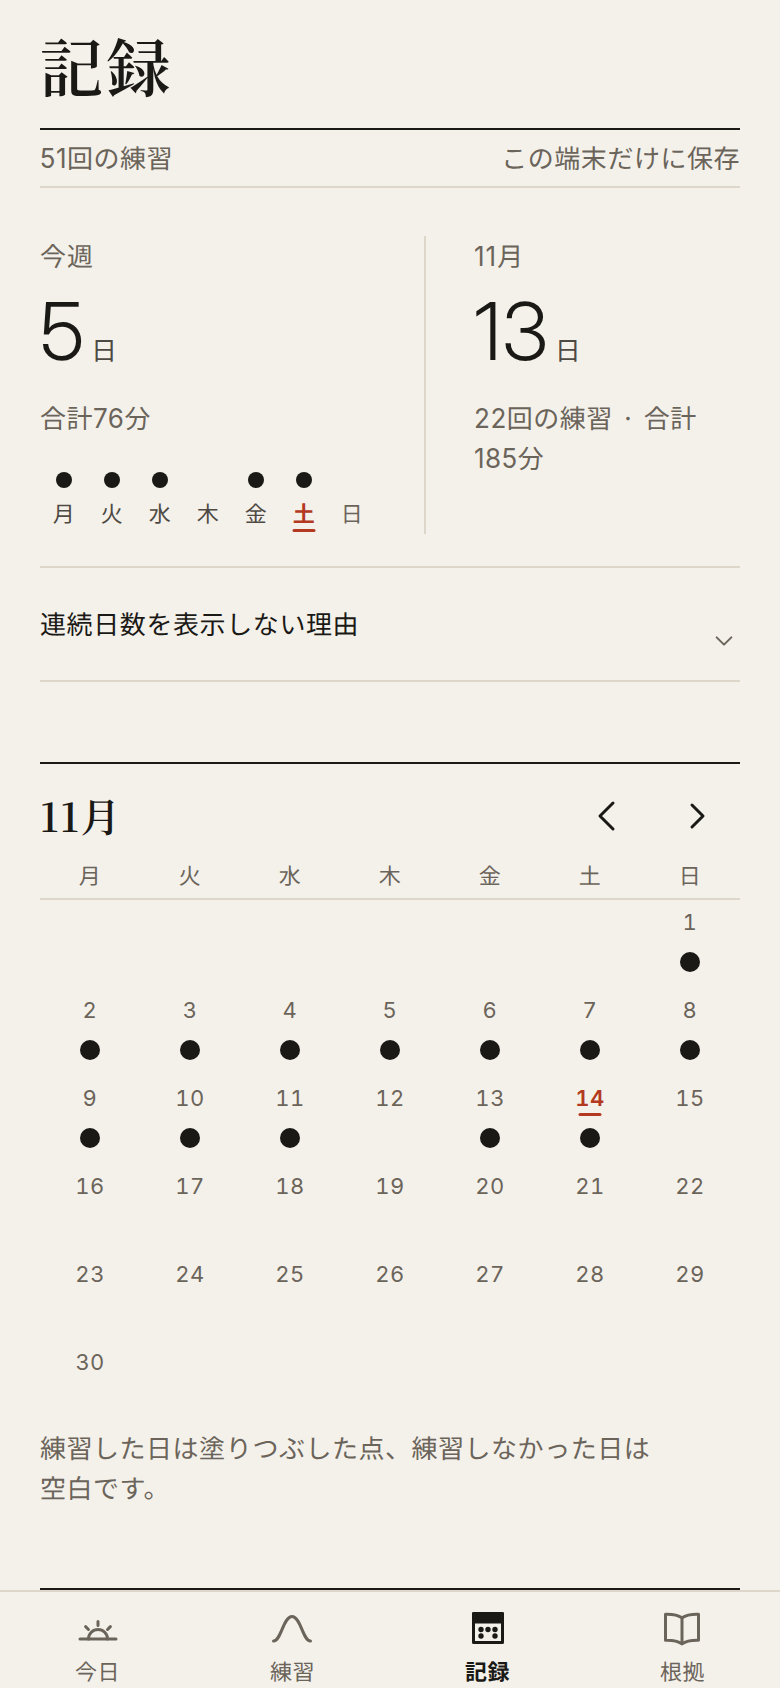 記録
51回の練習 この端末だけに保存
今週
5日
合計76分
月 火 水 木 金 土 日
11月
13日
22回の練習 · 合計
185分
連続日数を表示しない理由
11月
月 火 水 木 金 土 日
1
2 3 4 5 6 7 8
9 10 11 12 13 14 15
16 17 18 19 20 21 22
23 24 25 26 27 28 29
30
練習した日は塗りつぶした点、練習しなかった日は
空白です。
今日 練習 記録 根拠